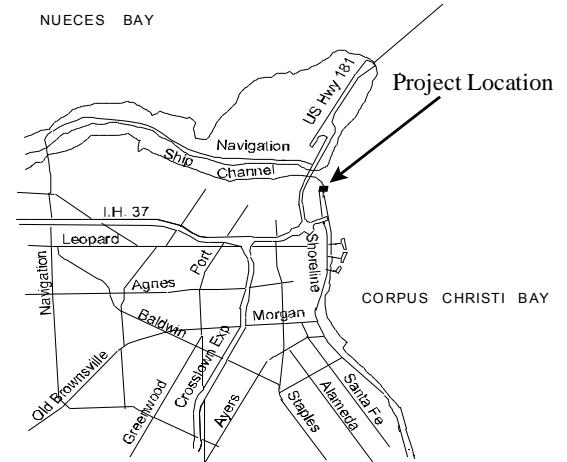 NUECES BAY
US Hwy 181
Project Location
Navigation
Ship Channel
I.H. 37
Leopard
Port
Shoreline
Navigation
Agnes
CORPUS CHRISTI BAY
Baldwin
Morgan
Crosstown Exp
Old Brownsville
Greenwood
Ayers
Staples
Alameda
Santa Fe